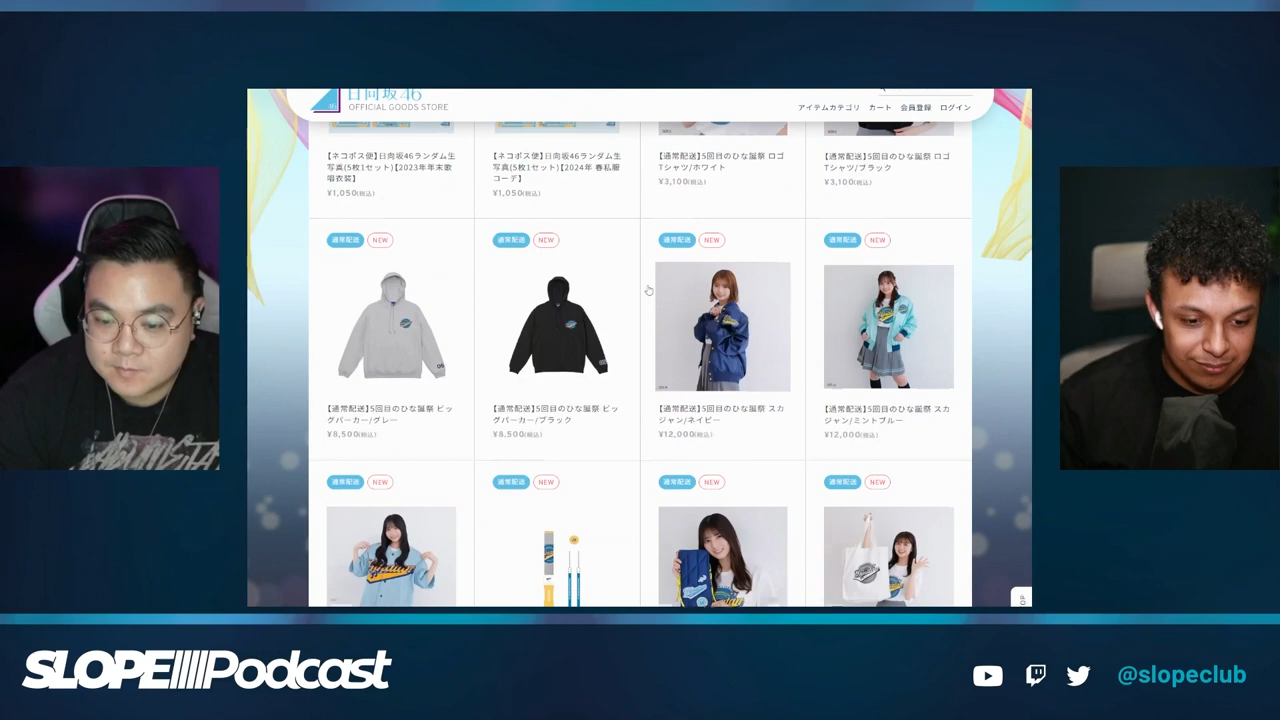 日向坂46
OFFICIAL GOODS STORE
アイテムカテゴリ カート 会員登録 ログイン
【ネコポス便】日向坂46ランダム生
写真(5枚1セット)【2023年年末歌
唱衣装】
¥1,050(税込)
【ネコポス便】日向坂46ランダム生
写真(5枚1セット)【2024年 春私服
コーデ】
¥1,050(税込)
【通常配送】5回目のひな誕祭 ロゴ
Tシャツ/ホワイト
¥3,100(税込)
【通常配送】5回目のひな誕祭 ロゴ
Tシャツ/ブラック
¥3,100(税込)
通常配送 NEW
通常配送 NEW
通常配送 NEW
通常配送 NEW
【通常配送】5回目のひな誕祭 ビッ
グパーカー/グレー
¥8,500(税込)
【通常配送】5回目のひな誕祭 ビッ
グパーカー/ブラック
¥8,500(税込)
【通常配送】5回目のひな誕祭 スカ
ジャン/ネイビー
¥12,000(税込)
【通常配送】5回目のひな誕祭 スカ
ジャン/ミントブルー
¥12,000(税込)
通常配送 NEW
通常配送 NEW
通常配送 NEW
通常配送 NEW
SLOPE Podcast
@slopeclub